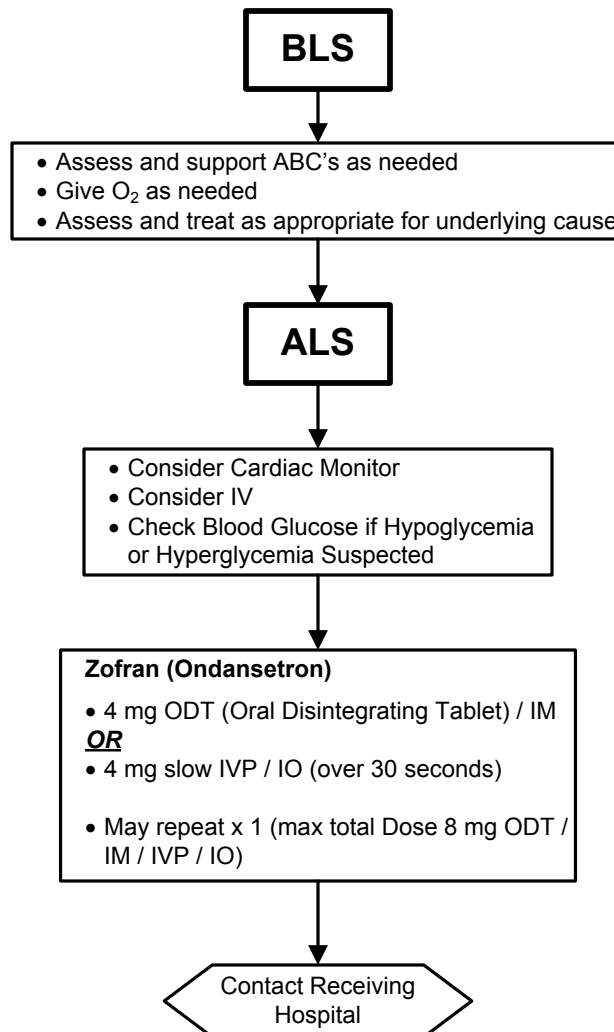 BLS
• Assess and support ABC's as needed
• Give O₂ as needed
• Assess and treat as appropriate for underlying cause
ALS
• Consider Cardiac Monitor
• Consider IV
• Check Blood Glucose if Hypoglycemia
or Hyperglycemia Suspected
Zofran (Ondansetron)
• 4 mg ODT (Oral Disintegrating Tablet) / IM
OR
• 4 mg slow IVP / IO (over 30 seconds)
• May repeat x 1 (max total Dose 8 mg ODT /
IM / IVP / IO)
Contact Receiving
Hospital